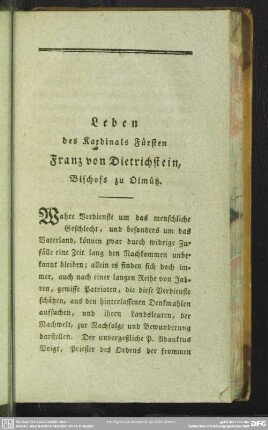 Leben
des Kardinals Fürsten
Franz von Dietrichstein,
Bischofs zu Olmütz.
Wahre Verdienste um das menschliche
Geschlecht, und besonders um das
Vaterland, können zwar durch widrige Zu-
fälle eine Zeit lang den Nachkommen unbe-
kannt bleiben; allein es finden sich doch im-
mer, auch nach einer langen Reihe von Jah-
ren, gewisse Patrioten, die diese Verdienste
schätzen, aus den hinterlassenen Denkmahlen
aufsuchen, und ihren Landsleuten, der
Nachwelt, zur Nachfolge und Bewunderung
darstellen. Der unvergeßliche P. Adauktus
Voigt, Priester des Ordens der frommen